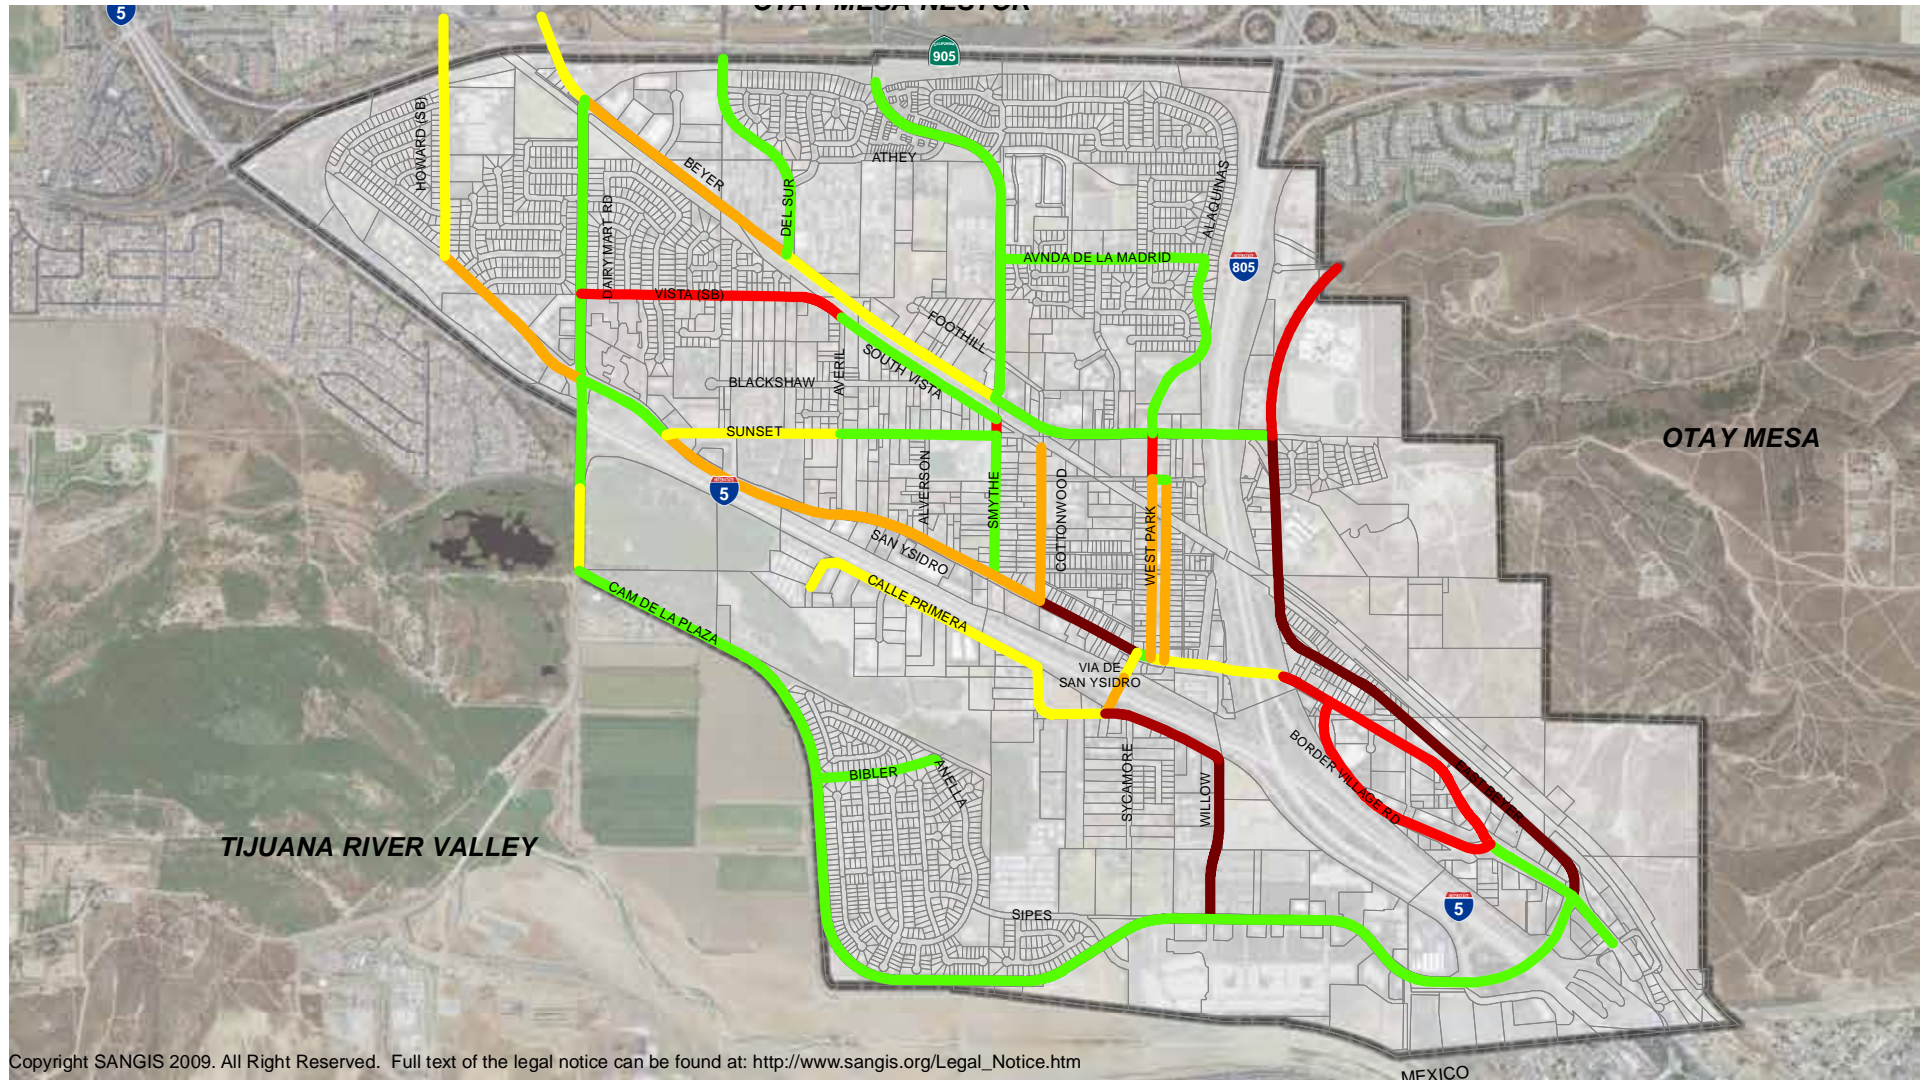 5
OTAY MESA-NESTOR
CALIFORNIA
905
HOWARD (SB)
BEYER
ATHEY
DEL SUR
ALAQUINAS
DAIRY MART RD
AVNDA DE LA MADRID
805
VISTA (SB)
FOOTHILL
SOUTH VISTA
AVERIL
BLACKSHAW
SUNSET
OTAY MESA
5
ALVERSON
SMYTHE
COTTONWOOD
WEST PARK
SAN YSIDRO
CALLE PRIMERA
CAM DE LA PLAZA
VIA DE
SAN YSIDRO
BORDER VILLAGE RD
EAST BEYER
BIBLER
ANELLA
SYCAMORE
WILLOW
TIJUANA RIVER VALLEY
SIPES
5
Copyright SANGIS 2009. All Right Reserved. Full text of the legal notice can be found at: http://www.sangis.org/Legal_Notice.htm
MEXICO